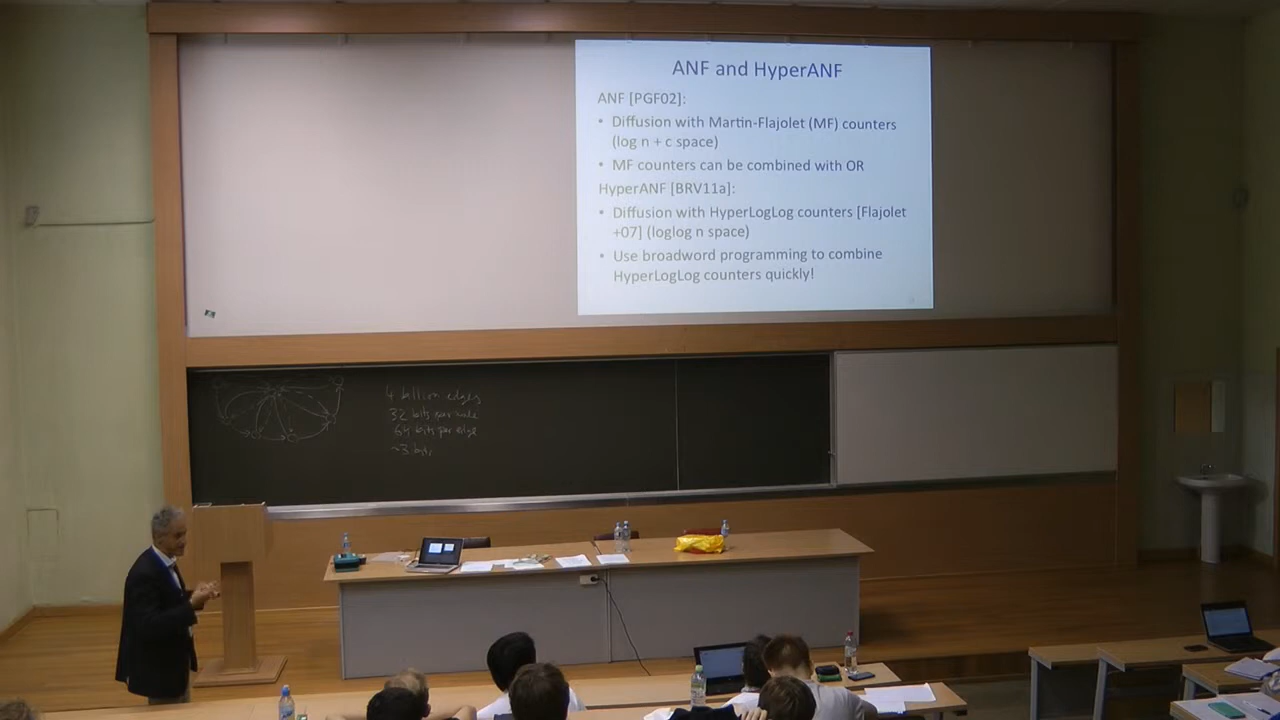 ANF and HyperANF
ANF [PGF02]:
• Diffusion with Martin-Flajolet (MF) counters
(log n + c space)
• MF counters can be combined with OR
HyperANF [BRV11a]:
• Diffusion with HyperLogLog counters [Flajolet
+07] (loglog n space)
• Use broadword programming to combine
HyperLogLog counters quickly!
4 billion edges
32 bits per node
64 bits per edge
~3 bits